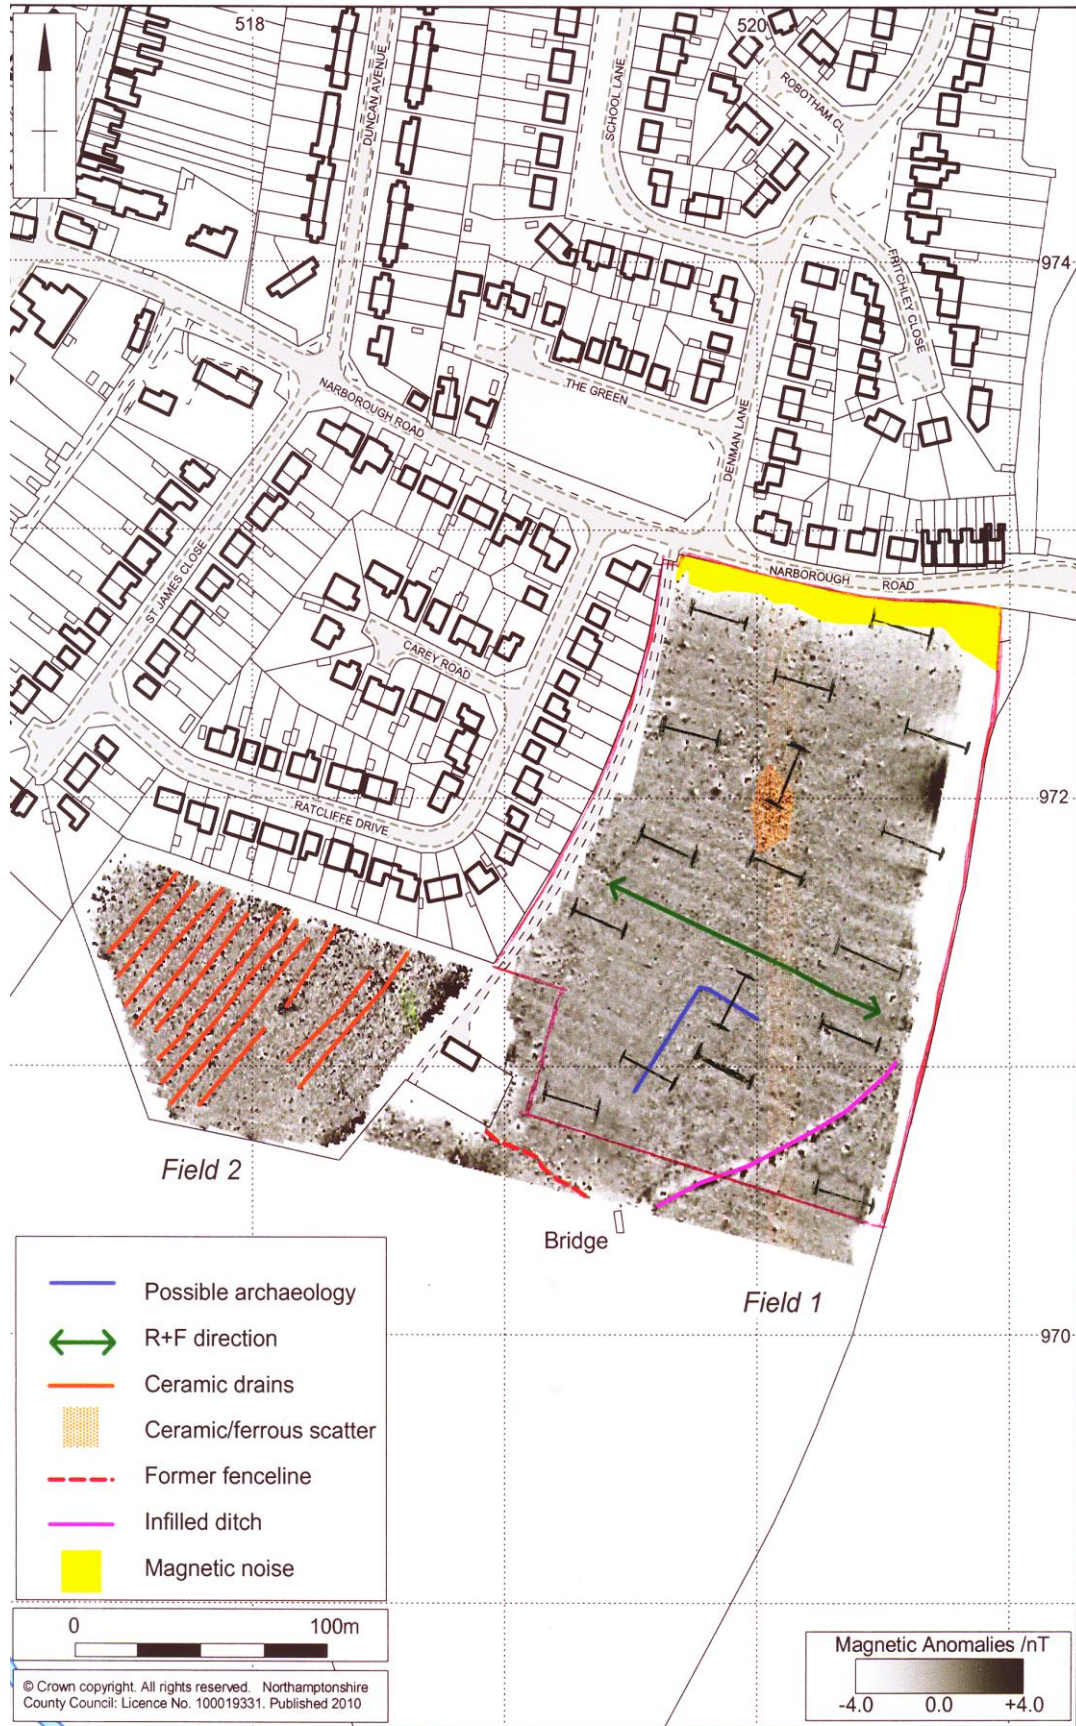 518
520
DUNCAN AVENUE
SCHOOL LANE
ROBOTHAM CL
974
FRITCHLEY CLOSE
NARBOROUGH ROAD
THE GREEN
DENMAN LANE
ST JAMES CLOSE
NARBOROUGH ROAD
CAREY ROAD
RATCLIFFE DRIVE
972
Field 2
Bridge
Field 1
970
Possible archaeology
R+F direction
Ceramic drains
Ceramic/ferrous scatter
Former fenceline
Infilled ditch
Magnetic noise
0 100m
© Crown copyright. All rights reserved. Northamptonshire
County Council: Licence No. 100019331. Published 2010
Magnetic Anomalies /nT
-4.0 0.0 +4.0